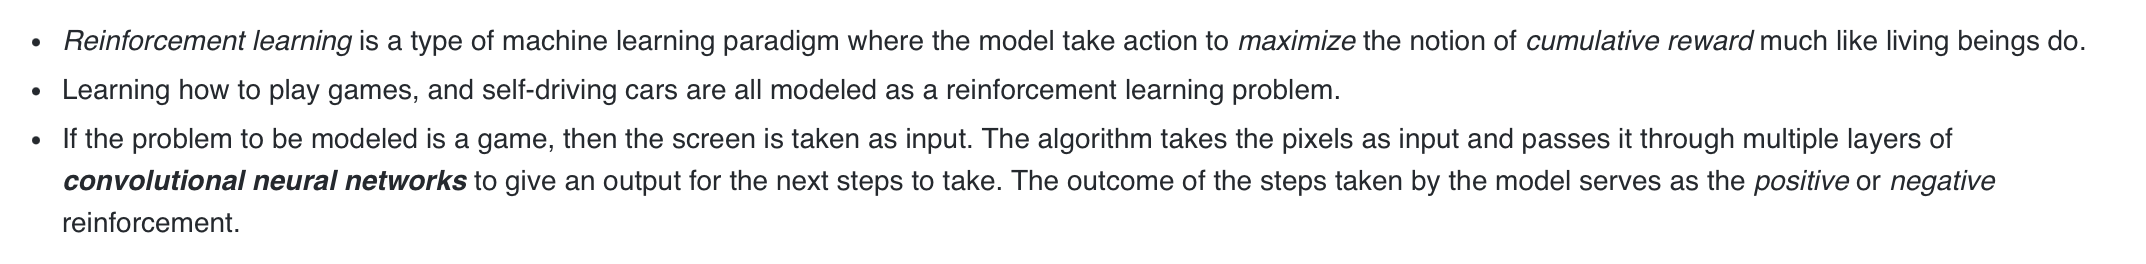 • Reinforcement learning is a type of machine learning paradigm where the model take action to maximize the notion of cumulative reward much like living beings do.
• Learning how to play games, and self-driving cars are all modeled as a reinforcement learning problem.
• If the problem to be modeled is a game, then the screen is taken as input. The algorithm takes the pixels as input and passes it through multiple layers of
convolutional neural networks to give an output for the next steps to take. The outcome of the steps taken by the model serves as the positive or negative
reinforcement.